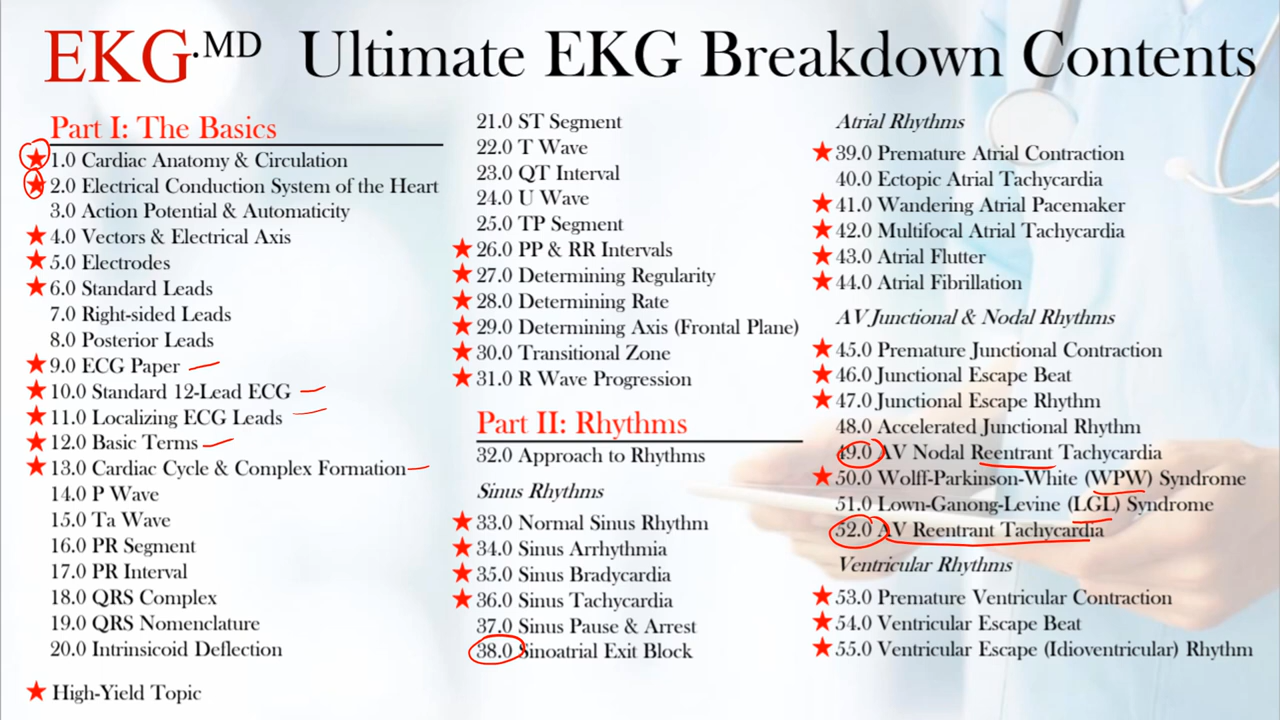 EKG.MD Ultimate EKG Breakdown Contents
Part I: The Basics
★ 1.0 Cardiac Anatomy & Circulation
★ 2.0 Electrical Conduction System of the Heart
3.0 Action Potential & Automaticity
★ 4.0 Vectors & Electrical Axis
★ 5.0 Electrodes
★ 6.0 Standard Leads
7.0 Right-sided Leads
8.0 Posterior Leads
★ 9.0 ECG Paper
★ 10.0 Standard 12-Lead ECG
★ 11.0 Localizing ECG Leads
★ 12.0 Basic Terms
★ 13.0 Cardiac Cycle & Complex Formation
14.0 P Wave
15.0 Ta Wave
16.0 PR Segment
17.0 PR Interval
18.0 QRS Complex
19.0 QRS Nomenclature
20.0 Intrinsicoid Deflection
★ High-Yield Topic
21.0 ST Segment
22.0 T Wave
23.0 QT Interval
24.0 U Wave
25.0 TP Segment
★ 26.0 PP & RR Intervals
★ 27.0 Determining Regularity
★ 28.0 Determining Rate
★ 29.0 Determining Axis (Frontal Plane)
★ 30.0 Transitional Zone
★ 31.0 R Wave Progression
Part II: Rhythms
32.0 Approach to Rhythms
Sinus Rhythms
★ 33.0 Normal Sinus Rhythm
★ 34.0 Sinus Arrhythmia
★ 35.0 Sinus Bradycardia
★ 36.0 Sinus Tachycardia
37.0 Sinus Pause & Arrest
38.0 Sinoatrial Exit Block
Atrial Rhythms
★ 39.0 Premature Atrial Contraction
40.0 Ectopic Atrial Tachycardia
★ 41.0 Wandering Atrial Pacemaker
★ 42.0 Multifocal Atrial Tachycardia
★ 43.0 Atrial Flutter
★ 44.0 Atrial Fibrillation
AV Junctional & Nodal Rhythms
★ 45.0 Premature Junctional Contraction
★ 46.0 Junctional Escape Beat
★ 47.0 Junctional Escape Rhythm
48.0 Accelerated Junctional Rhythm
49.0 AV Nodal Reentrant Tachycardia
★ 50.0 Wolff-Parkinson-White (WPW) Syndrome
51.0 Lown-Ganong-Levine (LGL) Syndrome
52.0 AV Reentrant Tachycardia
Ventricular Rhythms
★ 53.0 Premature Ventricular Contraction
★ 54.0 Ventricular Escape Beat
★ 55.0 Ventricular Escape (Idioventricular) Rhythm